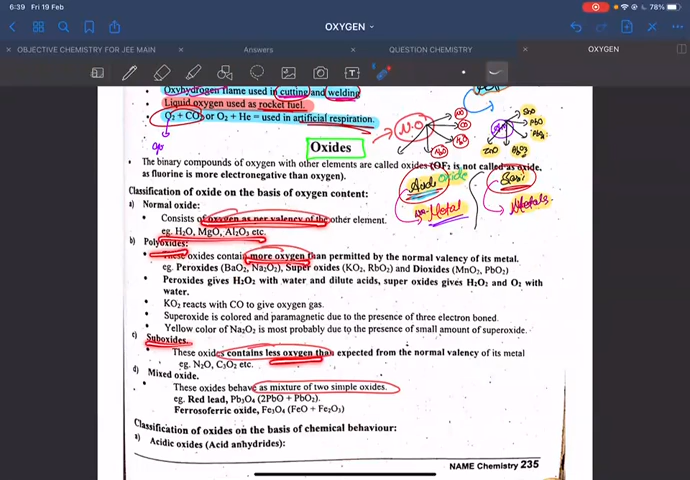 6:39 Fri 19 Feb 78%
OXYGEN
OBJECTIVE CHEMISTRY FOR JEE MAIN Answers QUESTION CHEMISTRY OXYGEN
• Oxyhydrogen flame used in cutting and welding
• Liquid oxygen used as rocket fuel.
• O₂ + CO₂ or O₂ + He = used in artificial respiration.
Oxides
N.O.
NO
CO
H₂O
N₂O
SnO
PbO
PbO₂
Al₂O₃
ZnO
• The binary compounds of oxygen with other elements are called oxides (OF₂ is not called as oxide, as fluorine is more electronegative than oxygen).
Acidic oxide
Non-Metal
Basic
Metals
Classification of oxide on the basis of oxygen content:
a) Normal oxide:
• Consists of oxygen as per valency of the other element.
eg. H₂O, MgO, Al₂O₃ etc.
b) Polyoxides:
• These oxides contain more oxygen than permitted by the normal valency of its metal.
eg. Peroxides (BaO₂, Na₂O₂), Super oxides (KO₂, RbO₂) and Dioxides (MnO₂, PbO₂)
• Peroxides gives H₂O₂ with water and dilute acids, super oxides gives H₂O₂ and O₂ with
water.
• KO₂ reacts with CO to give oxygen gas.
• Superoxide is colored and paramagnetic due to the presence of three electron boned.
• Yellow color of Na₂O₂ is most probably due to the presence of small amount of superoxide.
c) Suboxides.
• These oxides contains less oxygen than expected from the normal valency of its metal
eg. N₂O, C₃O₂ etc.
d) Mixed oxide.
• These oxides behave as mixture of two simple oxides.
eg. Red lead, Pb₃O₄ (2PbO + PbO₂).
Ferrosoferric oxide, Fe₃O₄ (FeO + Fe₂O₃)
Classification of oxides on the basis of chemical behaviour:
a) Acidic oxides (Acid anhydrides):
NAME Chemistry 235